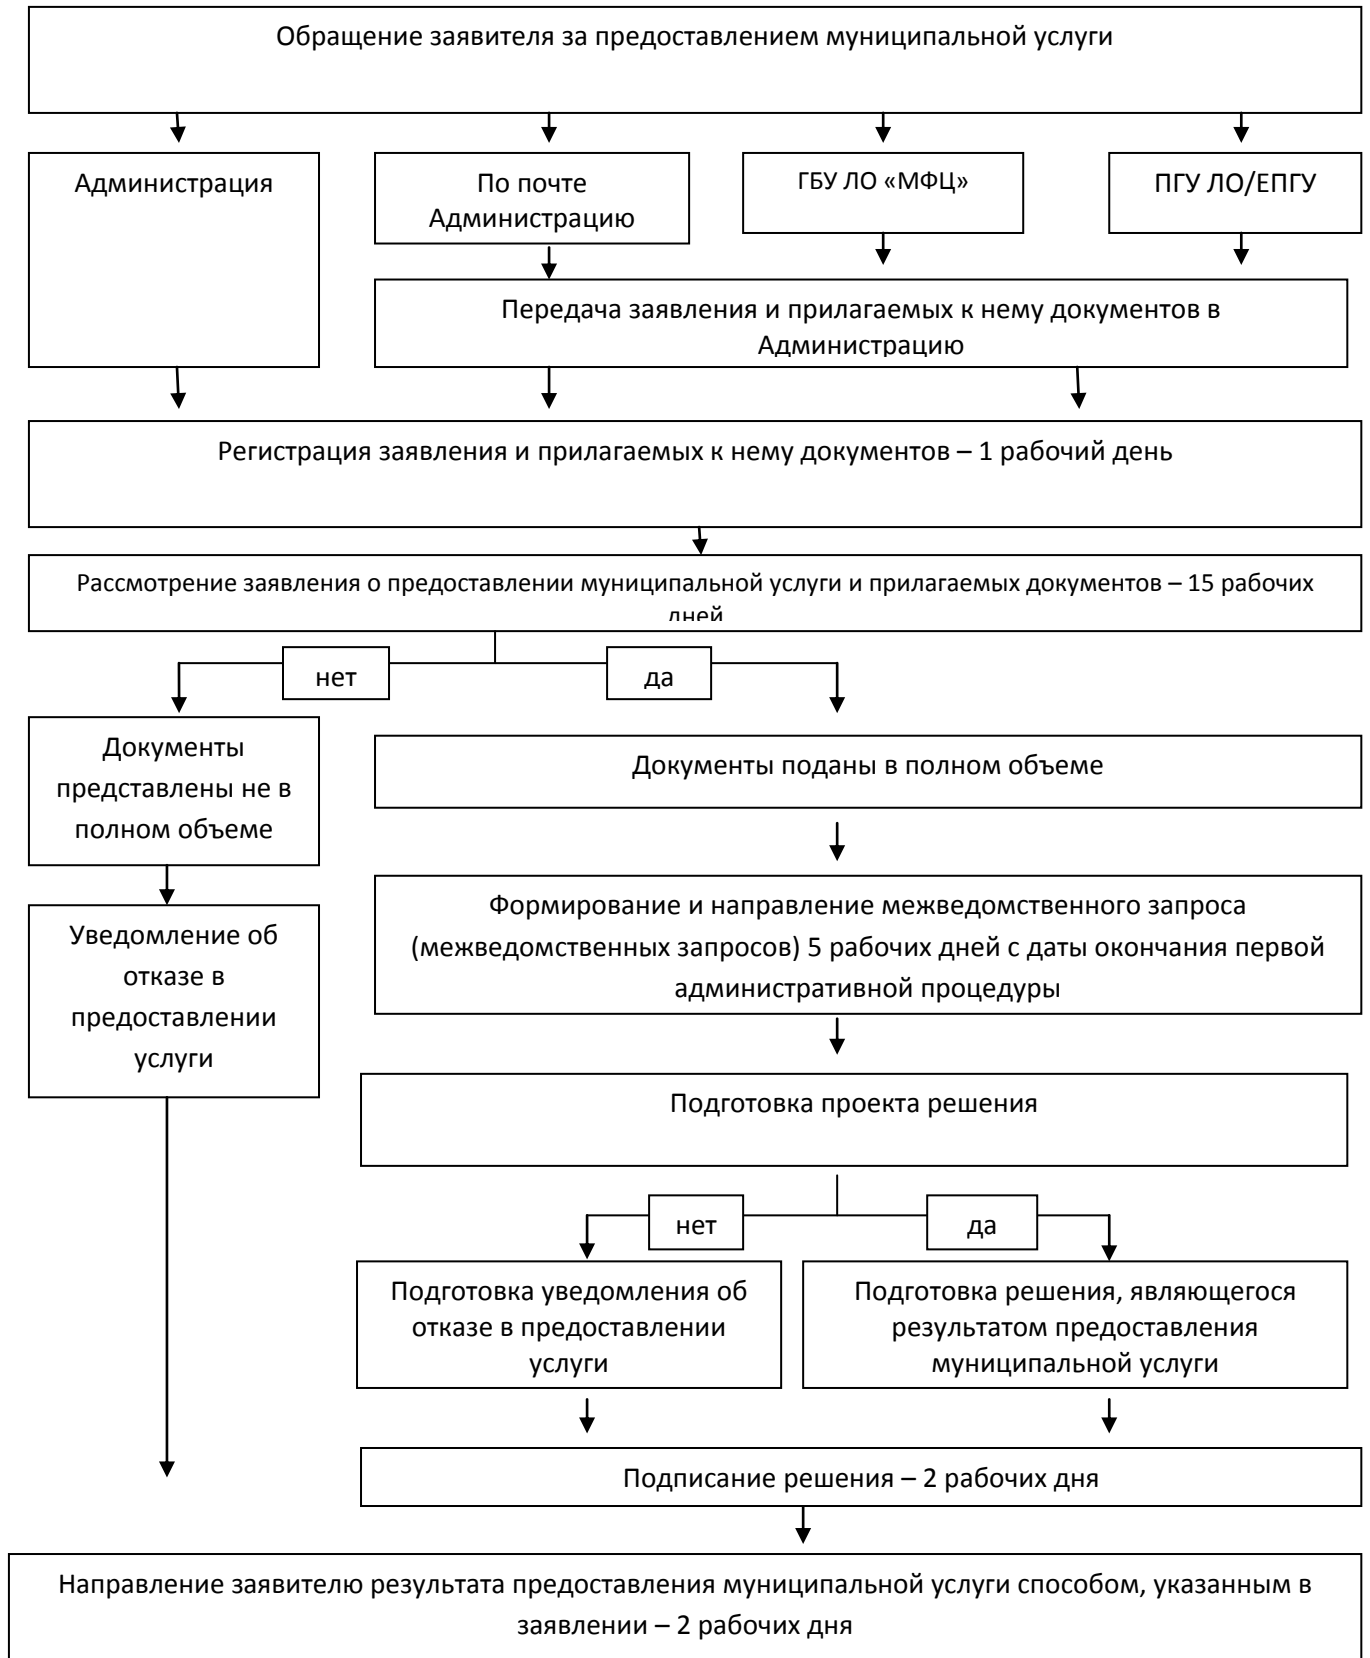 Обращение заявителя за предоставлением муниципальной услуги
Администрация
По почте
Администрацию
ГБУ ЛО «МФЦ»
ПГУ ЛО/ЕПГУ
Передача заявления и прилагаемых к нему документов в
Администрацию
Регистрация заявления и прилагаемых к нему документов – 1 рабочий день
Рассмотрение заявления о предоставлении муниципальной услуги и прилагаемых документов – 15 рабочих
дней
нет
да
Документы
представлены не в
полном объеме
Документы поданы в полном объеме
Уведомление об
отказе в
предоставлении
услуги
Формирование и направление межведомственного запроса
(межведомственных запросов) 5 рабочих дней с даты окончания первой
административной процедуры
Подготовка проекта решения
нет
да
Подготовка уведомления об
отказе в предоставлении
услуги
Подготовка решения, являющегося
результатом предоставления
муниципальной услуги
Подписание решения – 2 рабочих дня
Направление заявителю результата предоставления муниципальной услуги способом, указанным в
заявлении – 2 рабочих дня